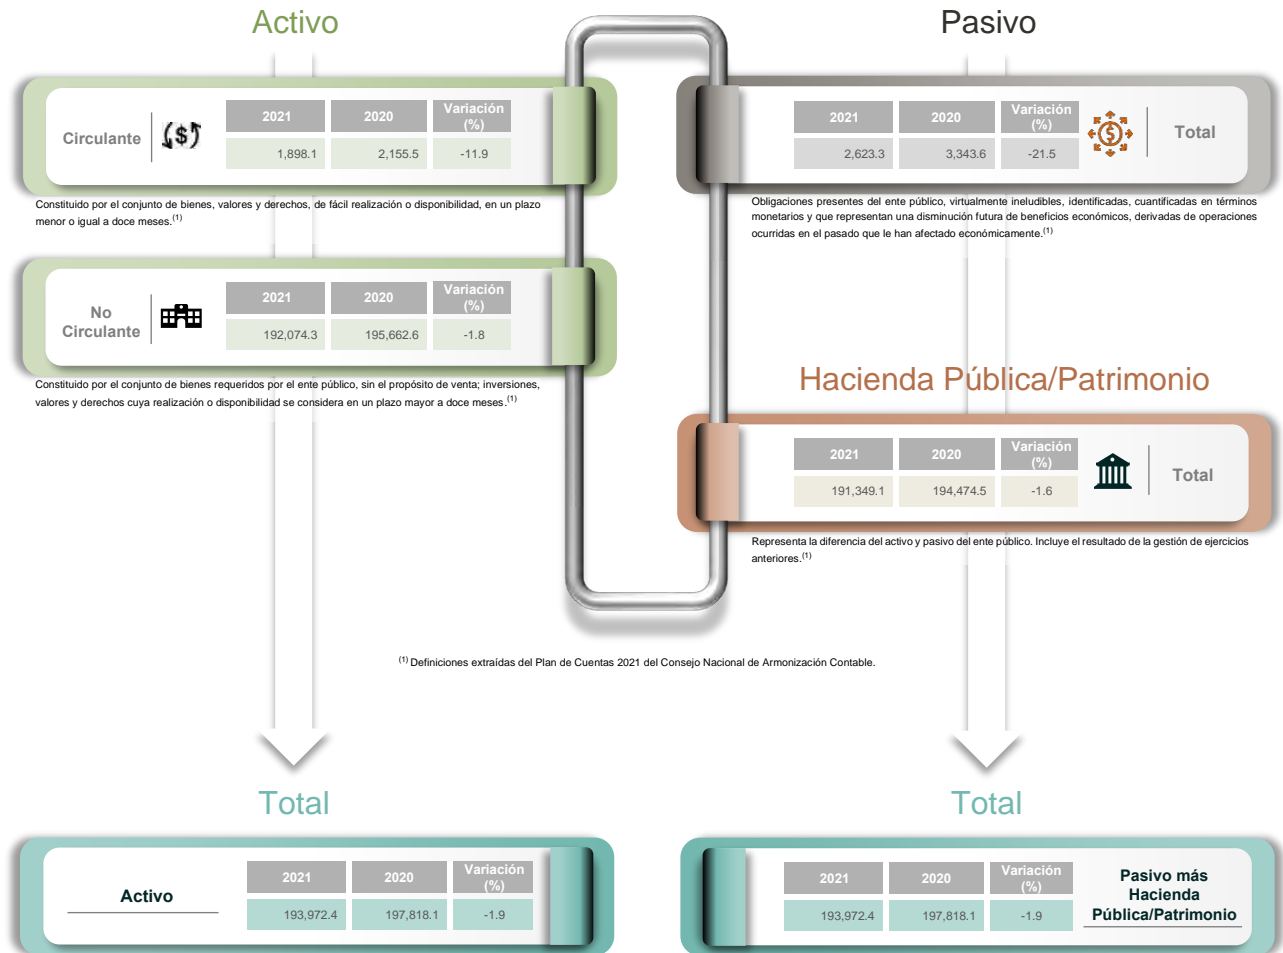 Activo
Circulante
2021 2020 Variación
(%)
1,898.1 2,155.5 -11.9
Constituido por el conjunto de bienes, valores y derechos, de fácil realización o disponibilidad, en un plazo
menor o igual a doce meses.(1)
No
Circulante
2021 2020 Variación
(%)
192,074.3 195,662.6 -1.8
Constituido por el conjunto de bienes requeridos por el ente público, sin el propósito de venta; inversiones,
valores y derechos cuya realización o disponibilidad se considera en un plazo mayor a doce meses.(1)
Pasivo
2021 2020 Variación
(%)
2,623.3 3,343.6 -21.5
Total
Obligaciones presentes del ente público, virtualmente ineludibles, identificadas, cuantificadas en términos
monetarios y que representan una disminución futura de beneficios económicos, derivadas de operaciones
ocurridas en el pasado que le han afectado económicamente.(1)
Hacienda Pública/Patrimonio
2021 2020 Variación
(%)
191,349.1 194,474.5 -1.6
Total
Representa la diferencia del activo y pasivo del ente público. Incluye el resultado de la gestión de ejercicios
anteriores.(1)
(1) Definiciones extraídas del Plan de Cuentas 2021 del Consejo Nacional de Armonización Contable.
Total
Activo
2021 2020 Variación
(%)
193,972.4 197,818.1 -1.9
Total
2021 2020 Variación
(%)
193,972.4 197,818.1 -1.9
Pasivo más
Hacienda
Pública/Patrimonio